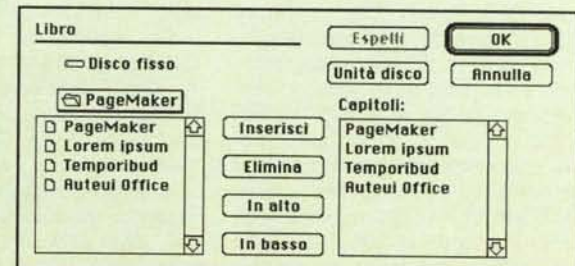 Libro
Espelli
OK
Disco fisso
Unità disco
Annulla
PageMaker
Capitoli:
PageMaker
Lorem ipsum
Temporibud
Auteui Office
Inserisci
Elimina
In alto
In basso
PageMaker
Lorem ipsum
Temporibud
Auteui Office